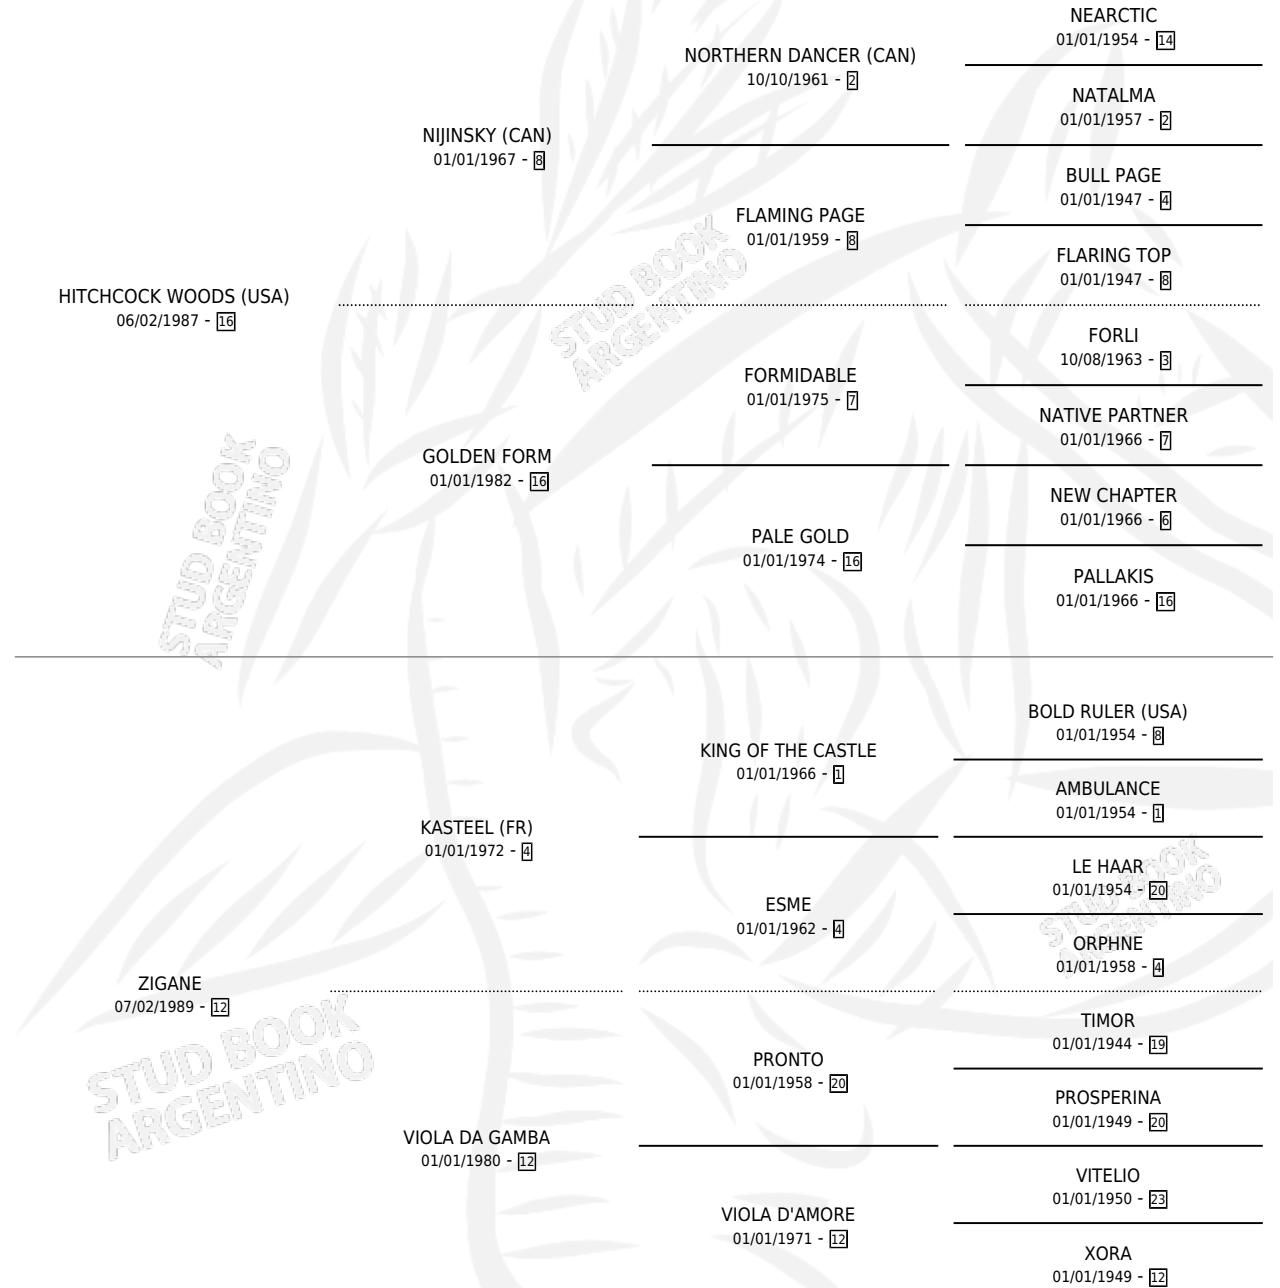 NEARCTIC
01/01/1954 - 14
NORTHERN DANCER (CAN)
10/10/1961 - 2
NATALMA
01/01/1957 - 2
NIJINSKY (CAN)
01/01/1967 - 8
BULL PAGE
01/01/1947 - 4
FLAMING PAGE
01/01/1959 - 8
FLARING TOP
01/01/1947 - 8
HITCHCOCK WOODS (USA)
06/02/1987 - 16
FORLI
10/08/1963 - 3
FORMIDABLE
01/01/1975 - 7
NATIVE PARTNER
01/01/1966 - 7
GOLDEN FORM
01/01/1982 - 16
NEW CHAPTER
01/01/1966 - 6
PALE GOLD
01/01/1974 - 16
PALLAKIS
01/01/1966 - 16
BOLD RULER (USA)
01/01/1954 - 8
KING OF THE CASTLE
01/01/1966 - 1
AMBULANCE
01/01/1954 - 1
KASTEEL (FR)
01/01/1972 - 4
LE HAAR
01/01/1954 - 20
ESME
01/01/1962 - 4
ORPHNE
01/01/1958 - 4
ZIGANE
07/02/1989 - 12
TIMOR
01/01/1944 - 19
PRONTO
01/01/1958 - 20
PROSPERINA
01/01/1949 - 20
VIOLA DA GAMBA
01/01/1980 - 12
VITELIO
01/01/1950 - 23
VIOLA D'AMORE
01/01/1971 - 12
XORA
01/01/1949 - 12
STUD BOOK
ARGENTINO
STUD BOOK
ARGENTINO
STUD BOOK
ARGENTINO
STUD BOOK
ARGENTINO